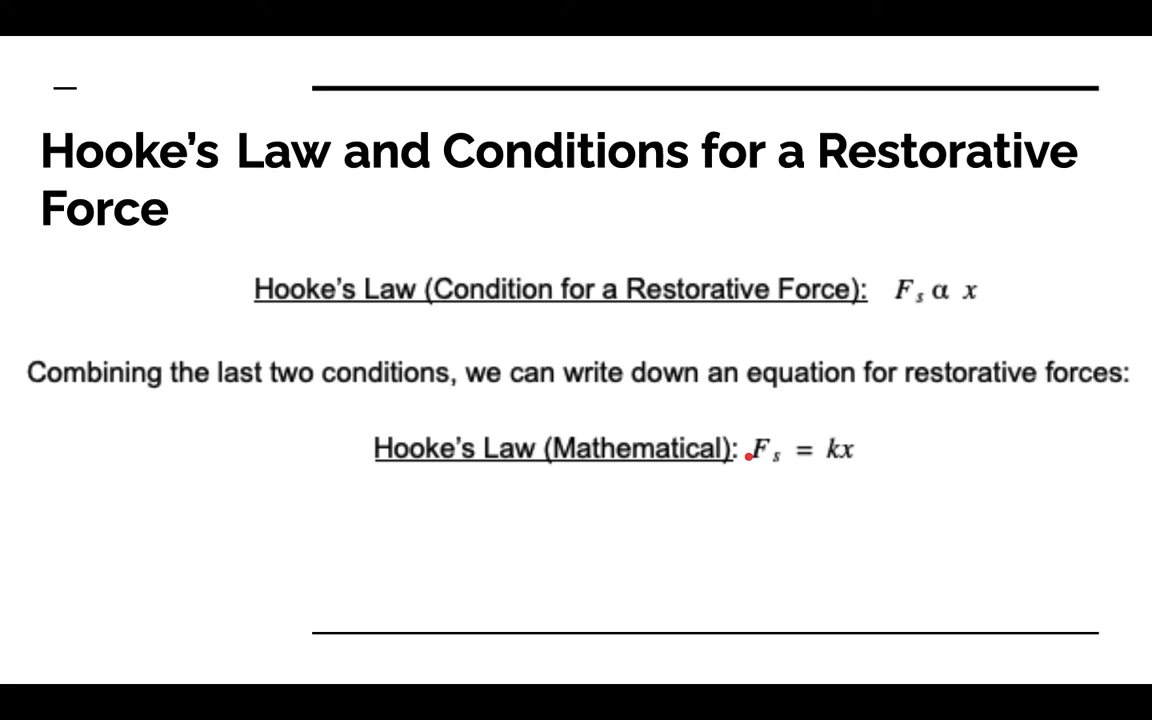 Hooke’s Law and Conditions for a Restorative
Force
Hooke’s Law (Condition for a Restorative Force): F s α x
Combining the last two conditions, we can write down an equation for restorative forces:
Hooke’s Law (Mathematical): F s = kx